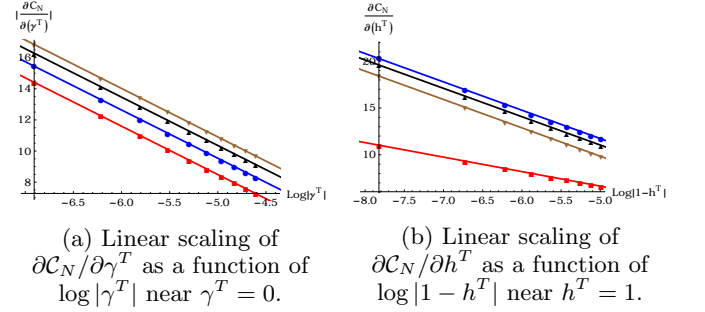 |∂C_N/∂(γ^T)|
16
14
12
10
8
-6.5 -6.0 -5.5 -5.0 -4.5
Log|γ^T|
∂C_N/∂(h^T)
20
15
10
-8.0 -7.5 -7.0 -6.5 -6.0 -5.5 -5.0
Log|1-h^T|
(a) Linear scaling of
∂𝒞_N/∂γ^T as a function of
log |γ^T| near γ^T = 0.
(b) Linear scaling of
∂𝒞_N/∂h^T as a function of
log |1 − h^T| near h^T = 1.